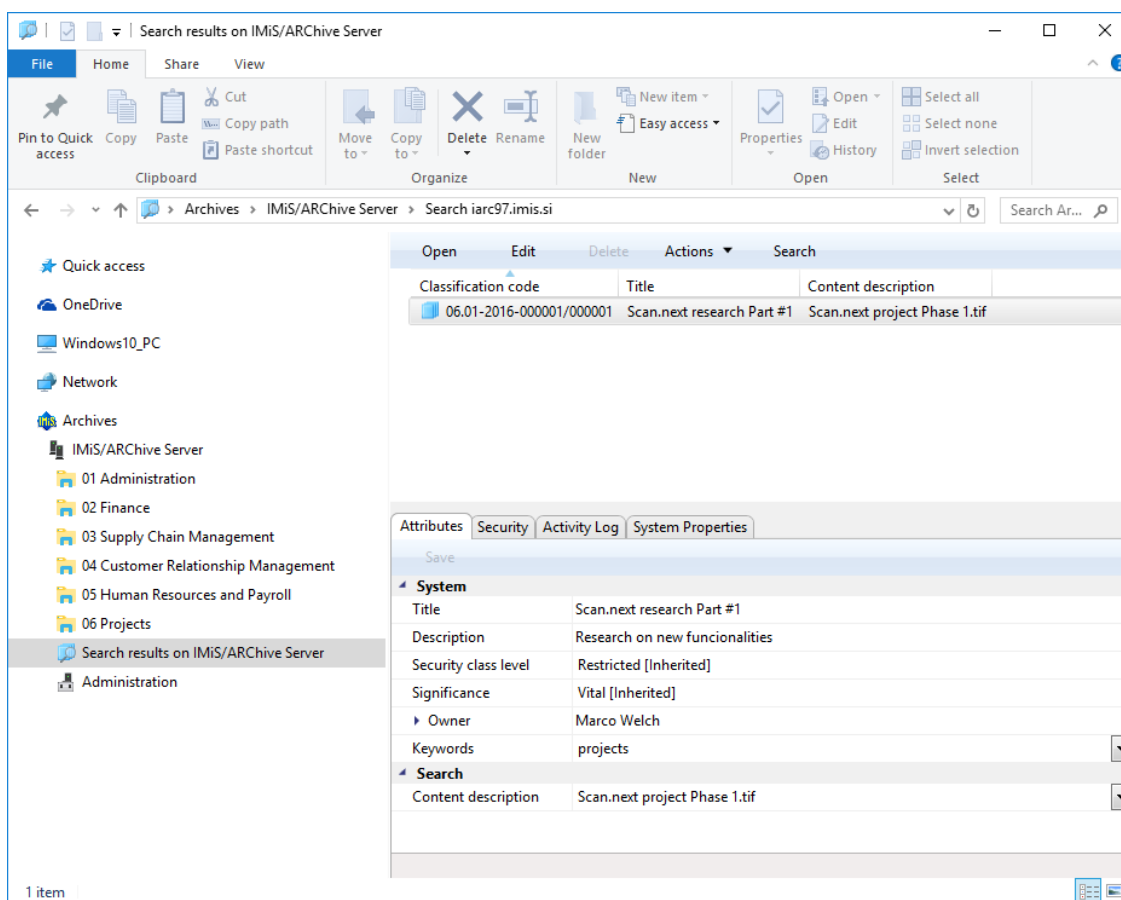 Search results on IMiS/ARChive Server
File Home Share View
Pin to Quick access
Copy
Paste
Cut
Copy path
Paste shortcut
Move to
Copy to
Delete
Rename
New folder
New item
Easy access
Properties
Open
Edit
History
Select all
Select none
Invert selection
Clipboard Organize New Open Select
Archives > IMiS/ARChive Server > Search iarc97.imis.si
Search Ar...
Quick access
OneDrive
Windows10_PC
Network
Archives
IMiS/ARChive Server
01 Administration
02 Finance
03 Supply Chain Management
04 Customer Relationship Management
05 Human Resources and Payroll
06 Projects
Search results on IMiS/ARChive Server
Administration
Open Edit Delete Actions Search
Classification code Title Content description
06.01-2016-000001/000001 Scan.next research Part #1 Scan.next project Phase 1.tif
Attributes Security Activity Log System Properties
Save
System
Title Scan.next research Part #1
Description Research on new funcionalities
Security class level Restricted [Inherited]
Significance Vital [Inherited]
Owner Marco Welch
Keywords projects
Search
Content description Scan.next project Phase 1.tif
1 item